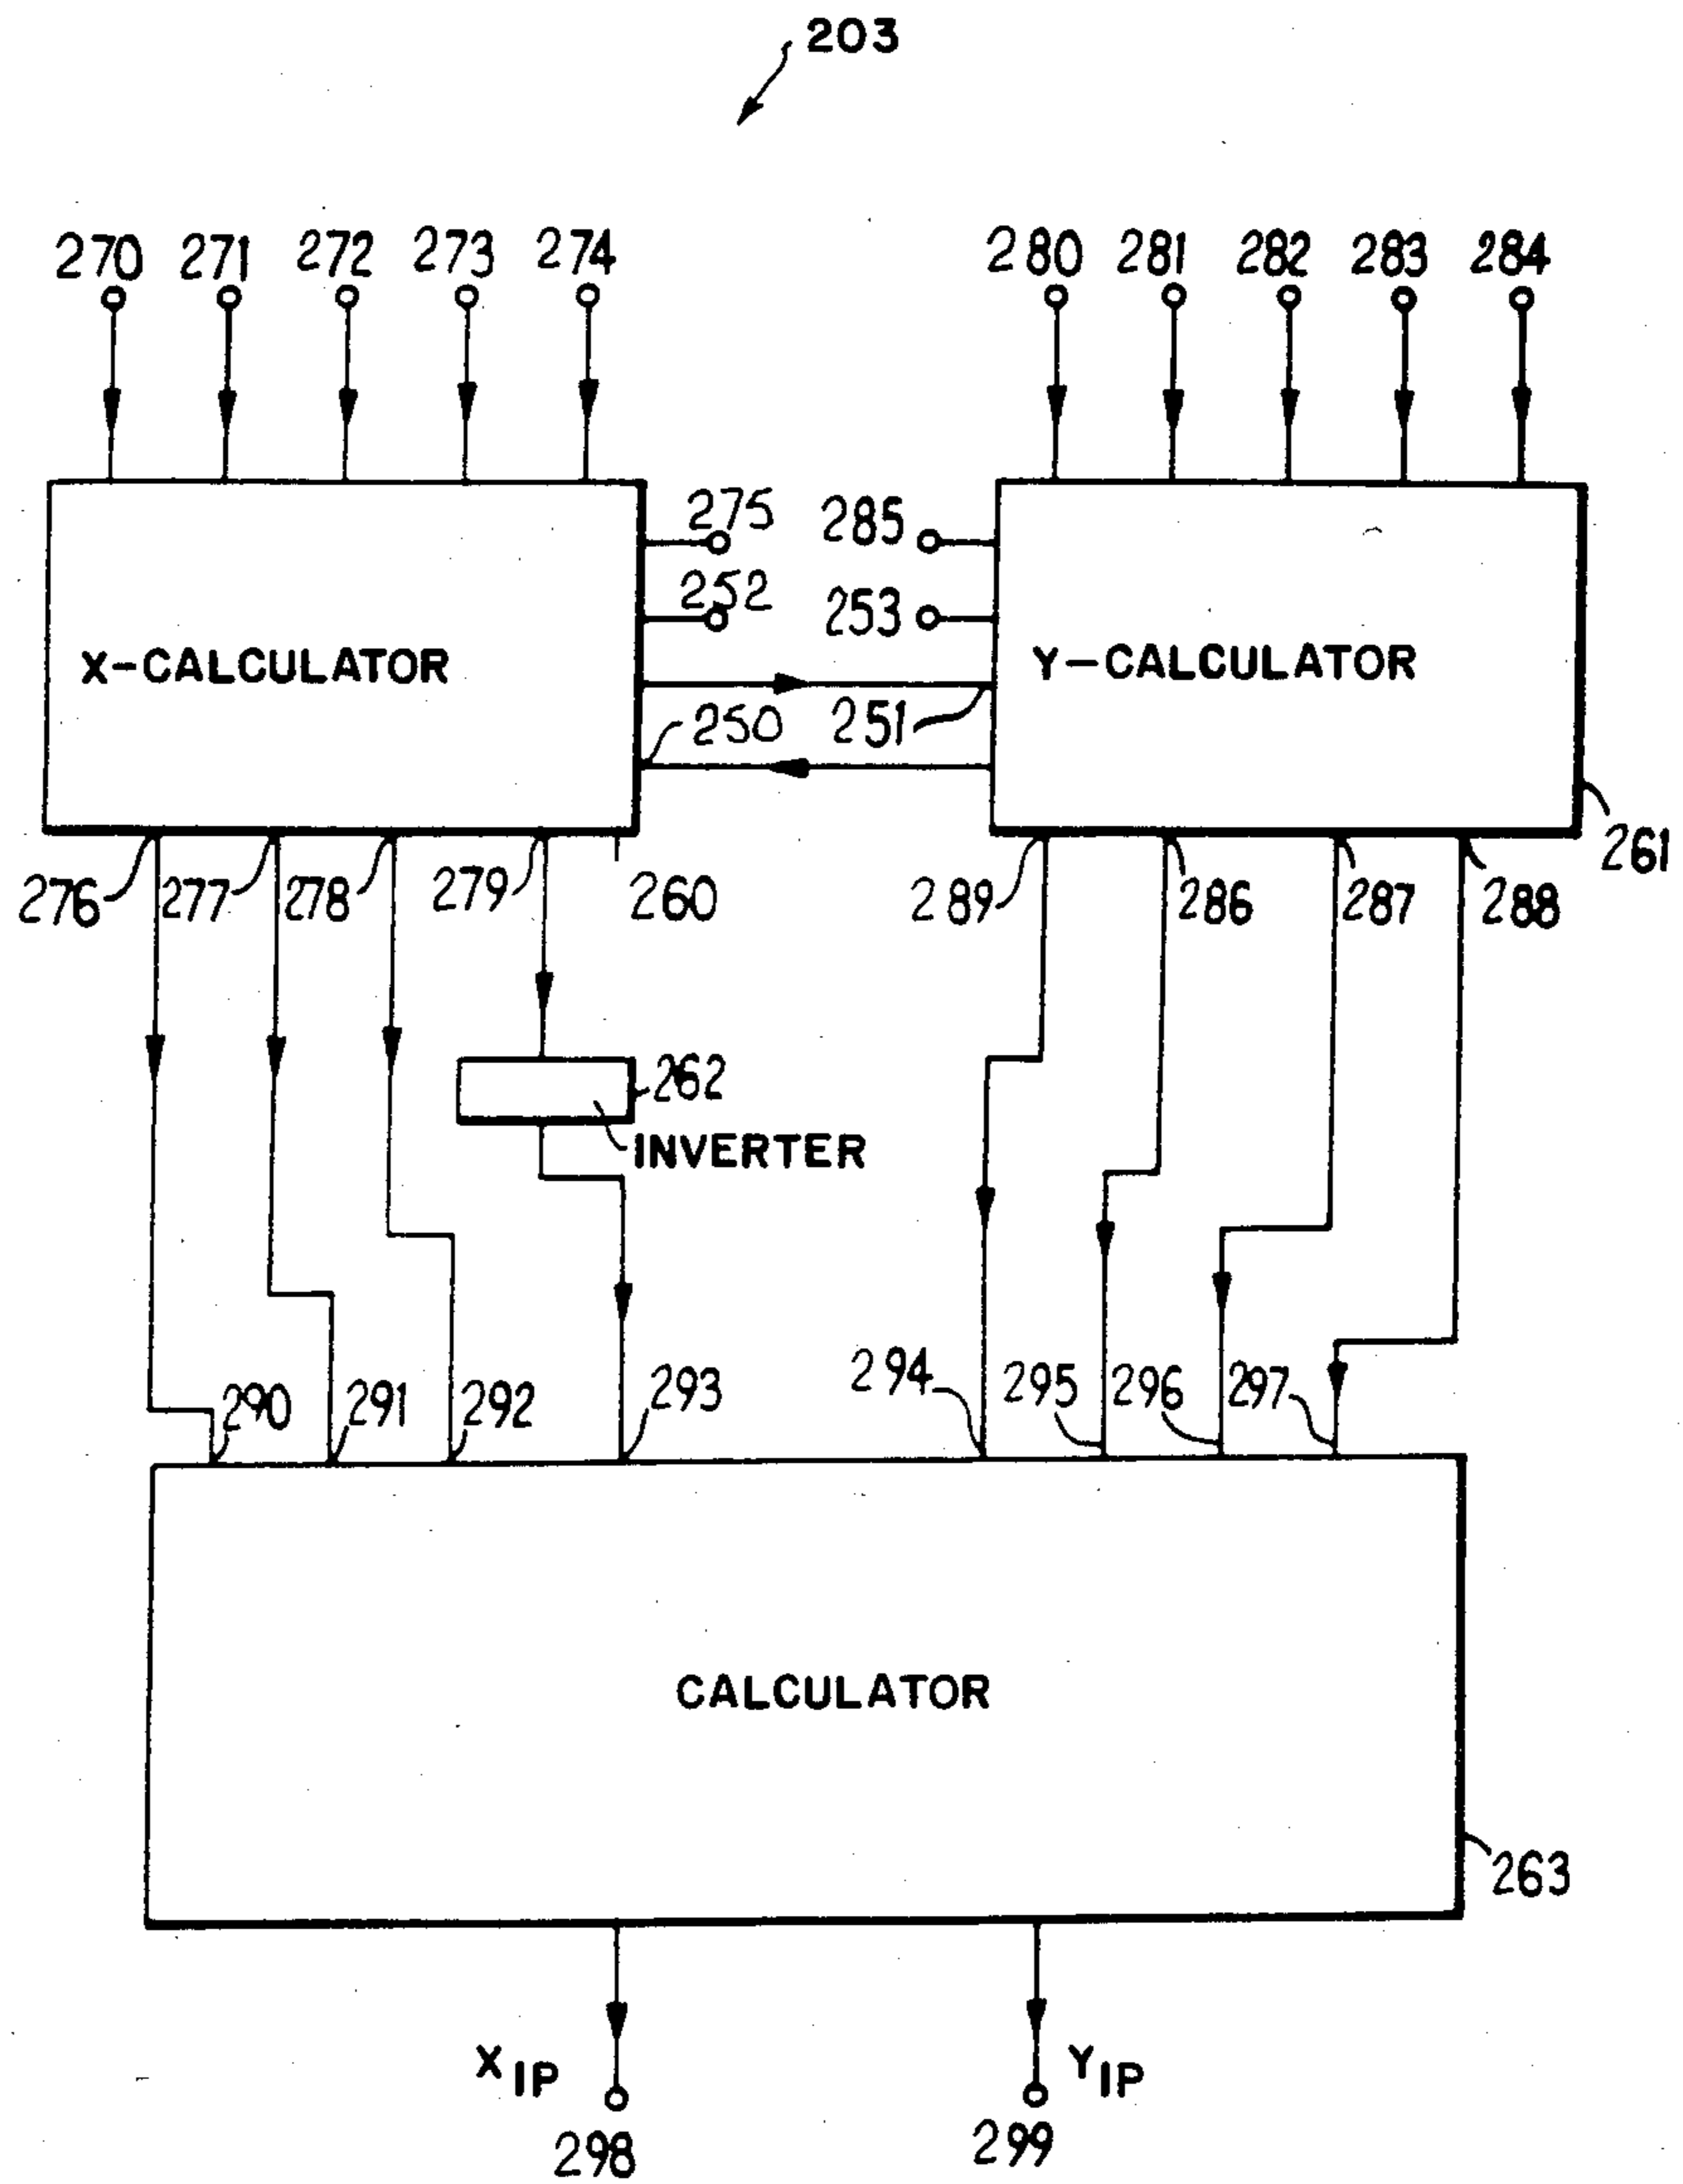 203
270 271 272 273 274 280 281 282 283 284
275 285
252 253
X-CALCULATOR Y-CALCULATOR
250 251
261
276 277 278 279 260 289 286 287 288
262
INVERTER
290 291 292 293 294 295 296 297
CALCULATOR
263
XIP YIP
298 299